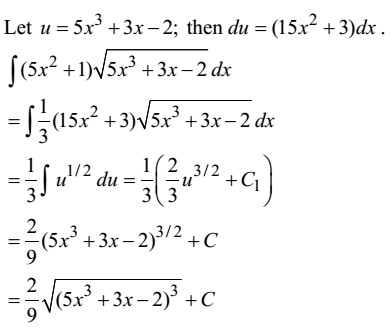 Let u = 5x³ + 3x − 2; then du = (15x² + 3)dx .
∫(5x² + 1)√(5x³ + 3x − 2) dx
= ∫ 1/3 (15x² + 3)√(5x³ + 3x − 2) dx
= 1/3 ∫ u^{1/2} du = 1/3 (2/3 u^{3/2} + C₁)
= 2/9 (5x³ + 3x − 2)^{3/2} + C
= 2/9 √((5x³ + 3x − 2)³) + C